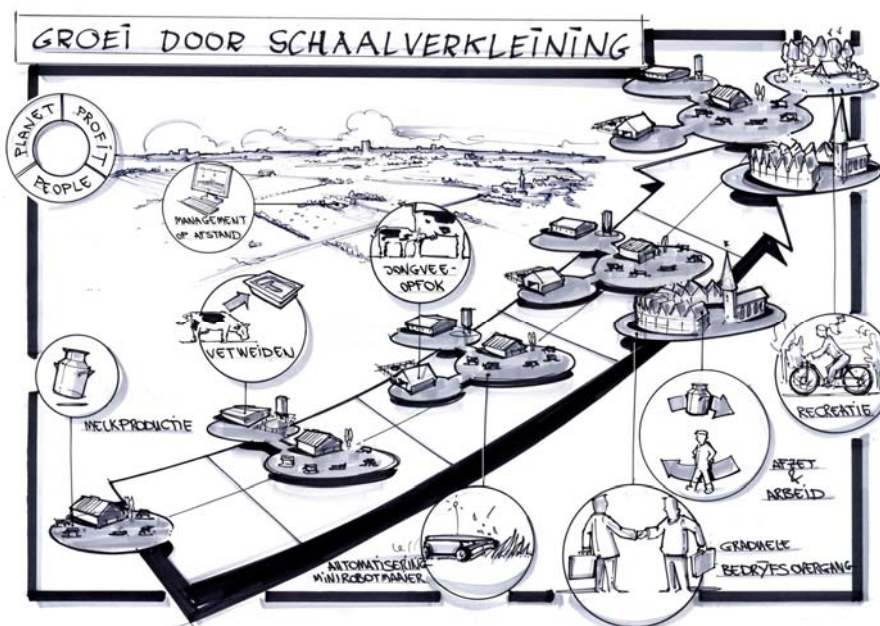 GROEI DOOR SCHAALVERKLEINING
PLANET
PROFIT
PEOPLE
MANAGEMENT
OP AFSTAND
JONGVEE-
OPFOK
VETWEIDEN
MELKPRODUCTIE
RECREATIE
AFZET
&
ARBEID
AUTOMATISERING
MINIROBOTMAAIER
GRADUELE
BEDRYFSOVERGANG